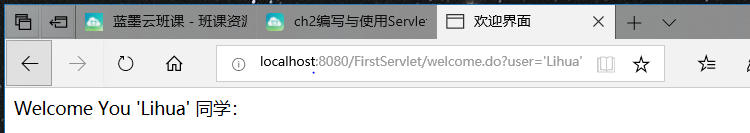 蓝墨云班课 - 班课资源
ch2编写与使用Servle
欢迎界面
localhost:8080/FirstServlet/welcome.do?user='Lihua'
Welcome You 'Lihua' 同学: